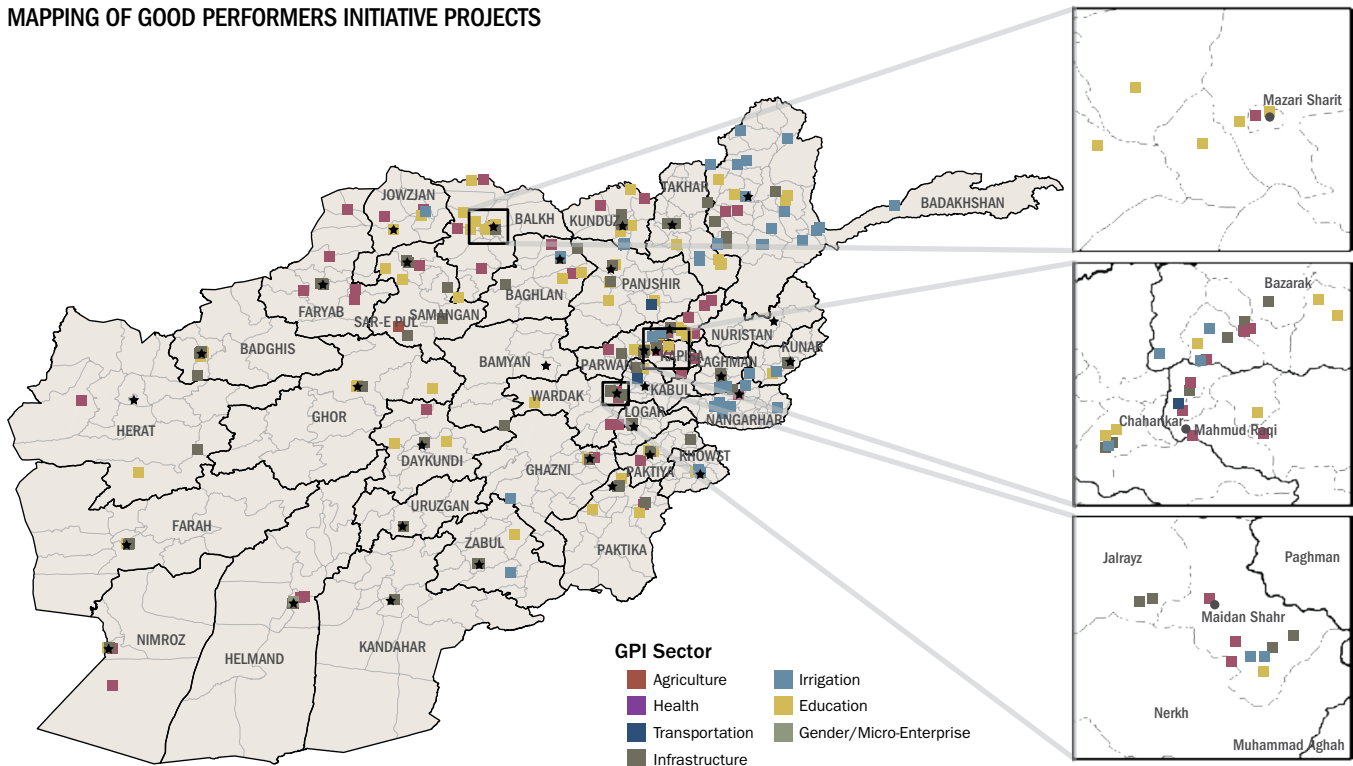 MAPPING OF GOOD PERFORMERS INITIATIVE PROJECTS
Mazari Sharit
JOWZJAN
TAKHAR
BALKH
KUNDUZ
BADAKHSHAN
FARYAB
SAR-E PUL
SAMANGAN
BAGHLAN
PANJSHIR
Bazarak
BADGHIS
NURISTAN
KUNAR
BAMYAN
PARWAN
KAPISA
LAGHMAN
GHOR
WARDAK
KABUL
HERAT
LOGAR
NANGARHAR
Chaharikar
Mahmud Raqi
DAYKUNDI
GHAZNI
PAKTIYA
KHOWST
FARAH
URUZGAN
ZABUL
PAKTIKA
Jalrayz
Paghman
Maidan Shahr
NIMROZ
HELMAND
KANDAHAR
Nerkh
Muhammad Aghah
GPI Sector
Agriculture
Health
Transportation
Infrastructure
Irrigation
Education
Gender/Micro-Enterprise